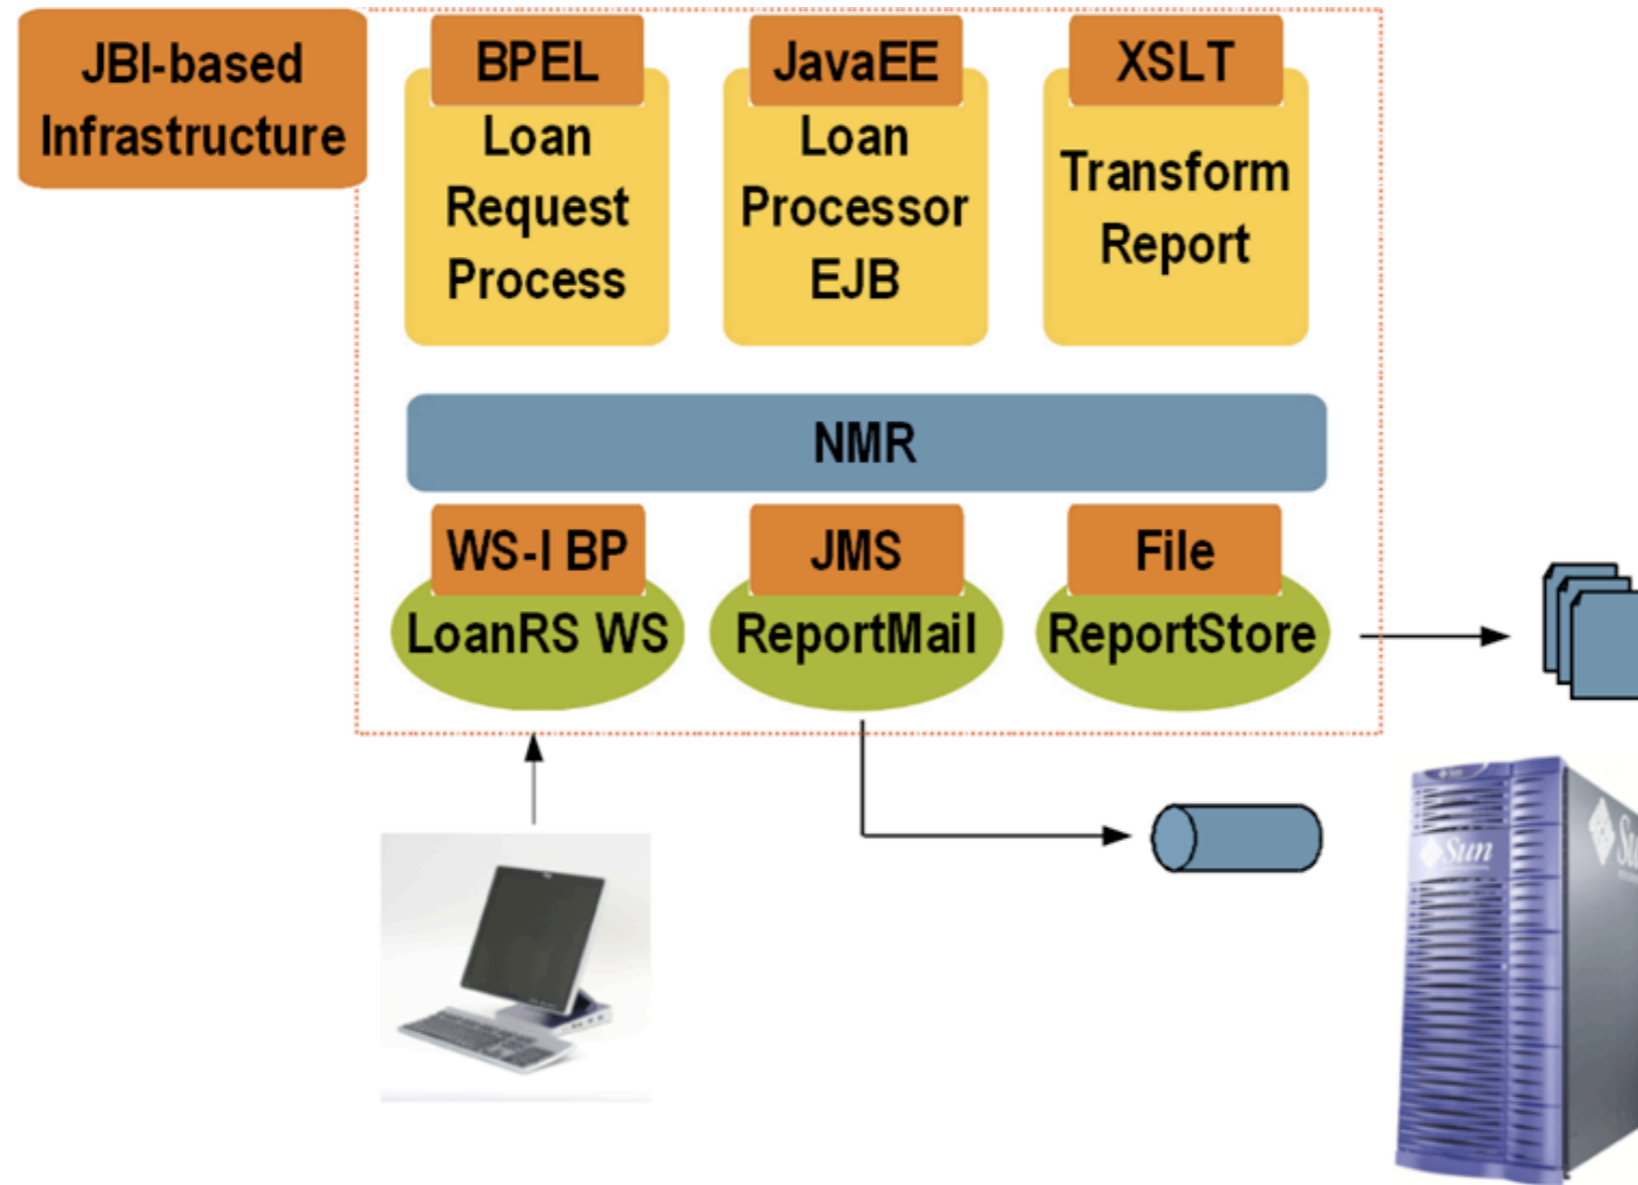 JBI-based
Infrastructure
BPEL
Loan
Request
Process
JavaEE
Loan
Processor
EJB
XSLT
Transform
Report
NMR
WS-I BP
LoanRS WS
JMS
ReportMail
File
ReportStore
Sun